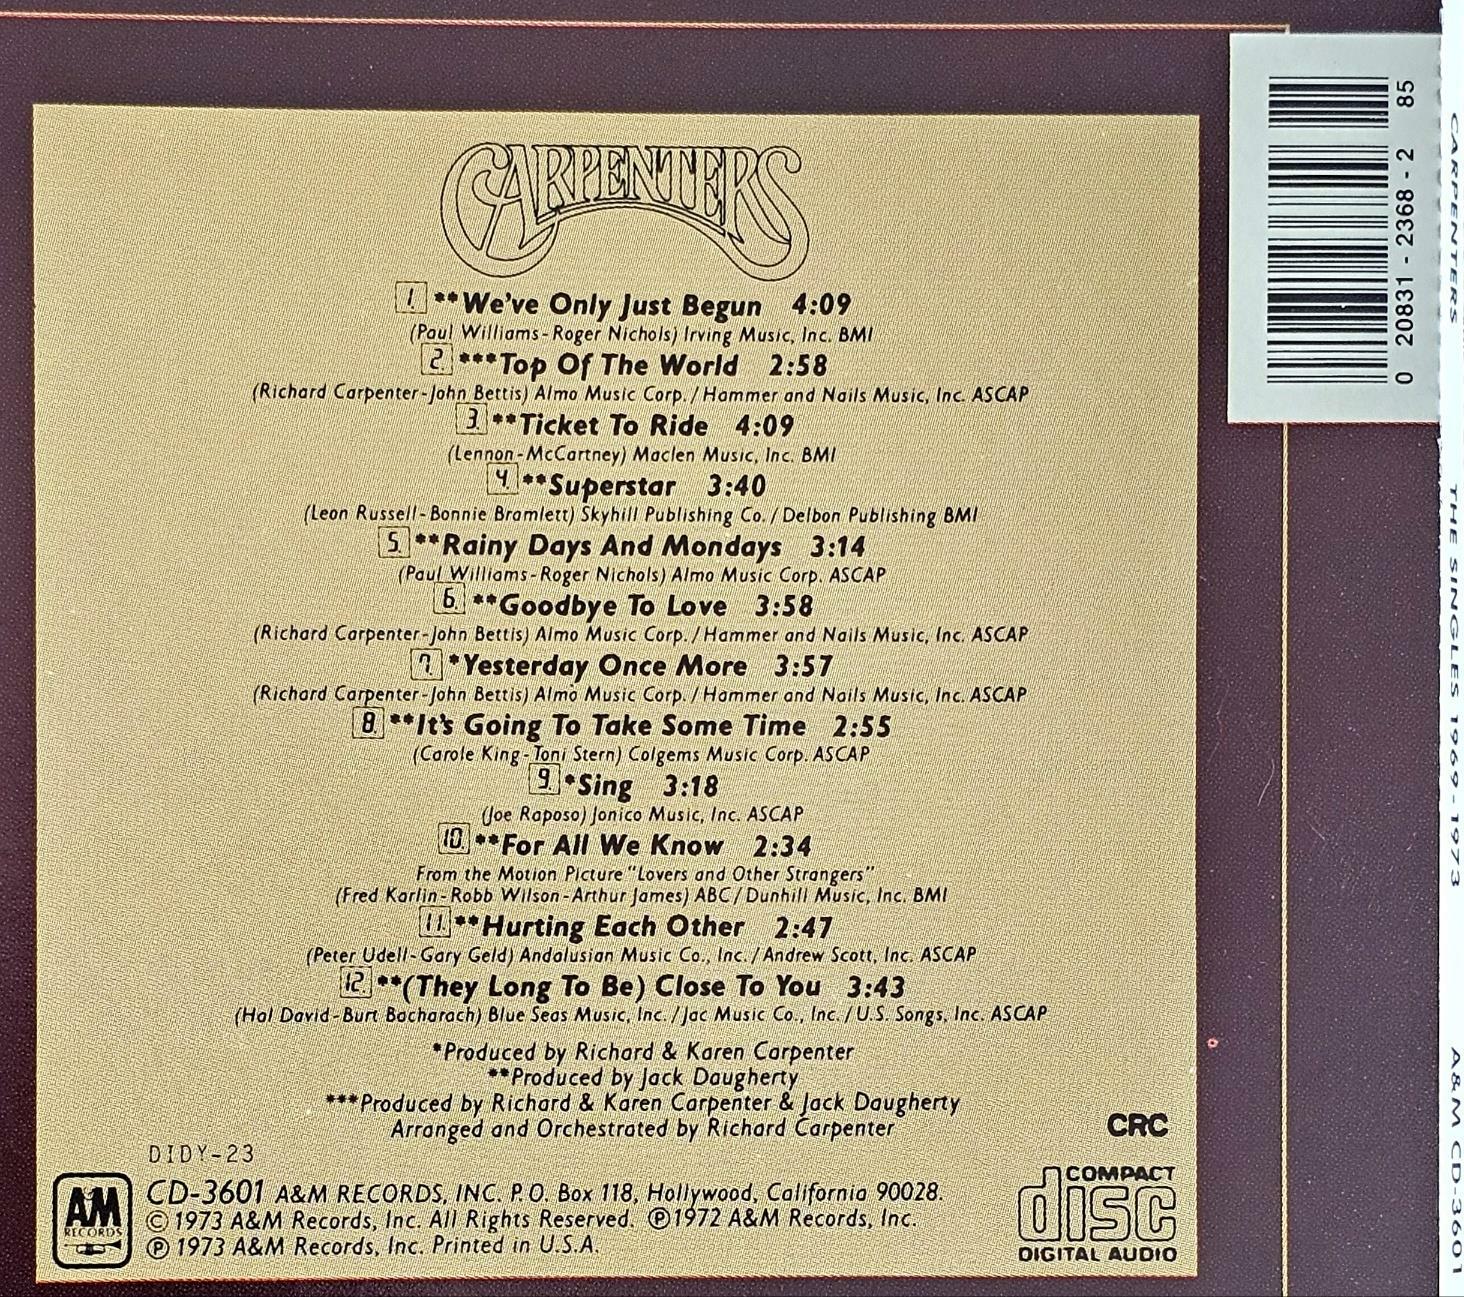 CARPENTERS
1. **We've Only Just Begun 4:09
(Paul Williams-Roger Nichols) Irving Music, Inc. BMI
2. ***Top Of The World 2:58
(Richard Carpenter-John Bettis) Almo Music Corp./Hammer and Nails Music, Inc. ASCAP
3. **Ticket To Ride 4:09
(Lennon-McCartney) Maclen Music, Inc. BMI
4. **Superstar 3:40
(Leon Russell-Bonnie Bramlett) Skyhill Publishing Co./Delbon Publishing BMI
5. **Rainy Days And Mondays 3:14
(Paul Williams-Roger Nichols) Almo Music Corp. ASCAP
6. **Goodbye To Love 3:58
(Richard Carpenter-John Bettis) Almo Music Corp./Hammer and Nails Music, Inc. ASCAP
7. *Yesterday Once More 3:57
(Richard Carpenter-John Bettis) Almo Music Corp./Hammer and Nails Music, Inc. ASCAP
8. **It's Going To Take Some Time 2:55
(Carole King-Toni Stern) Colgems Music Corp. ASCAP
9. *Sing 3:18
(Joe Raposo) Jonico Music, Inc. ASCAP
10. **For All We Know 2:34
From the Motion Picture "Lovers and Other Strangers"
(Fred Karlin-Robb Wilson-Arthur James) ABC/Dunhill Music, Inc. BMI
11. **Hurting Each Other 2:47
(Peter Udell-Gary Geld) Andalusian Music Co., Inc./Andrew Scott, Inc. ASCAP
12. **(They Long To Be) Close To You 3:43
(Hal David-Burt Bacharach) Blue Seas Music, Inc./Jac Music Co., Inc./U.S. Songs, Inc. ASCAP
*Produced by Richard & Karen Carpenter
**Produced by Jack Daugherty
***Produced by Richard & Karen Carpenter & Jack Daugherty
Arranged and Orchestrated by Richard Carpenter
CRC
DIDY-23
A&M RECORDS
CD-3601 A&M RECORDS, INC. P.O. Box 118, Hollywood, California 90028.
© 1973 A&M Records, Inc. All Rights Reserved. ℗1972 A&M Records, Inc.
℗ 1973 A&M Records, Inc. Printed in U.S.A.
COMPACT
disc
DIGITAL AUDIO
0 20831-2368-2 85
CARPENTERS THE SINGLES 1969-1973 A&M CD-3601